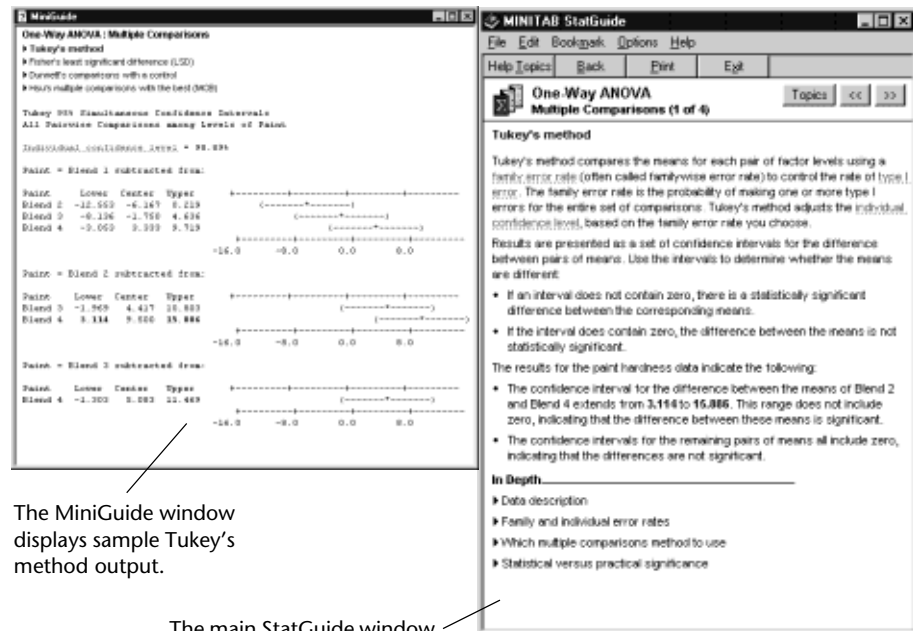 MiniGuide
One-Way ANOVA : Multiple Comparisons
Tukey's method
Fisher's least significant difference (LSD)
Dunnett's comparisons with a control
Hsu's multiple comparisons with the best (MCB)
Tukey 95% Simultaneous Confidence Intervals
All Pairwise Comparisons among Levels of Paint
Individual confidence level = 98.89%
Paint = Blend 1 subtracted from:
Paint Lower Center Upper
Blend 2 -12.553 -6.167 0.219
Blend 3 -8.136 -1.750 4.636
Blend 4 -3.053 3.333 9.719
-16.0 -8.0 0.0 8.0
Paint = Blend 2 subtracted from:
Paint Lower Center Upper
Blend 3 -1.969 4.417 10.803
Blend 4 3.114 9.500 15.886
-16.0 -8.0 0.0 8.0
Paint = Blend 3 subtracted from:
Paint Lower Center Upper
Blend 4 -1.303 5.083 11.469
-16.0 -8.0 0.0 8.0
The MiniGuide window
displays sample Tukey's
method output.
MINITAB StatGuide
File Edit Bookmark Options Help
Help Topics Back Print Exit
One-Way ANOVA
Multiple Comparisons (1 of 4)
Topics << >>
Tukey's method
Tukey's method compares the means for each pair of factor levels using a
family error rate (often called familywise error rate) to control the rate of type I
error. The family error rate is the probability of making one or more type I
errors for the entire set of comparisons. Tukey's method adjusts the individual
confidence level, based on the family error rate you choose.
Results are presented as a set of confidence intervals for the difference
between pairs of means. Use the intervals to determine whether the means
are different:
• If an interval does not contain zero, there is a statistically significant
difference between the corresponding means.
• If the interval does contain zero, the difference between the means is not
statistically significant.
The results for the paint hardness data indicate the following:
• The confidence interval for the difference between the means of Blend 2
and Blend 4 extends from 3.114 to 15.886. This range does not include
zero, indicating that the difference between these means is significant.
• The confidence intervals for the remaining pairs of means all include zero,
indicating that the differences are not significant.
In Depth
Data description
Family and individual error rates
Which multiple comparisons method to use
Statistical versus practical significance
The main StatGuide window